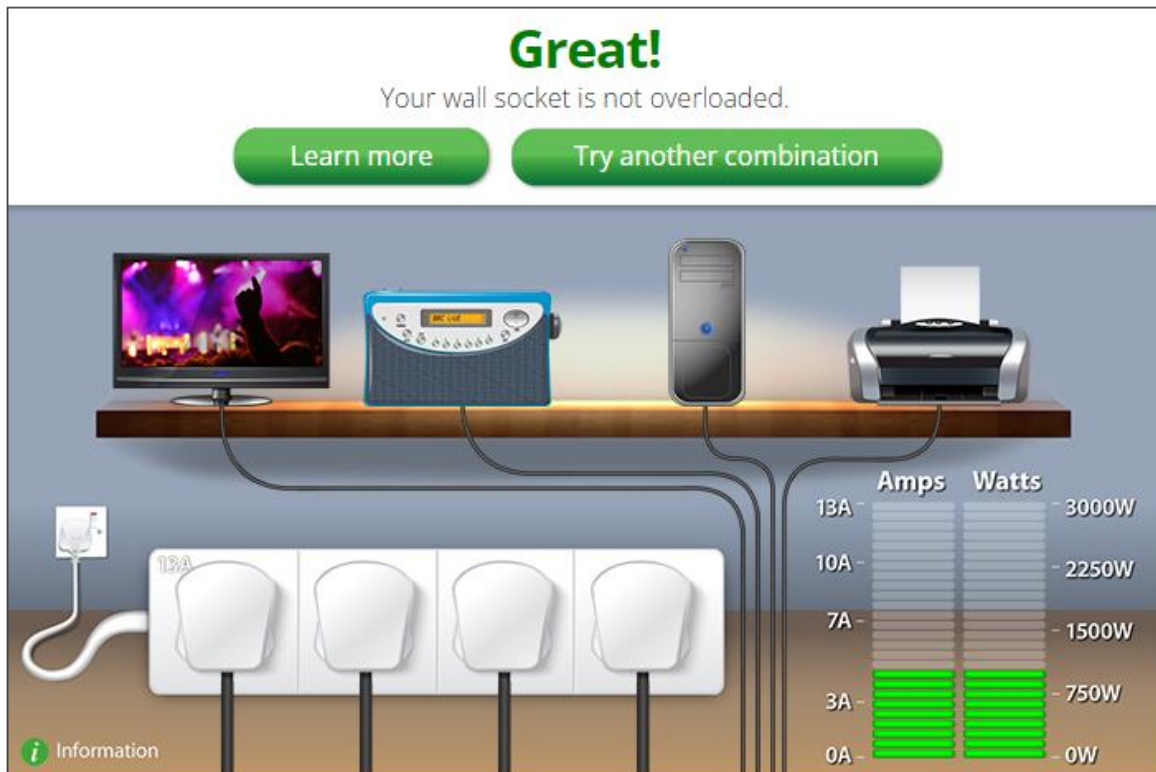 Great!
Your wall socket is not overloaded.
Learn more
Try another combination
Amps Watts
13A 3000W
10A 2250W
7A 1500W
3A 750W
0A 0W
13A
Information